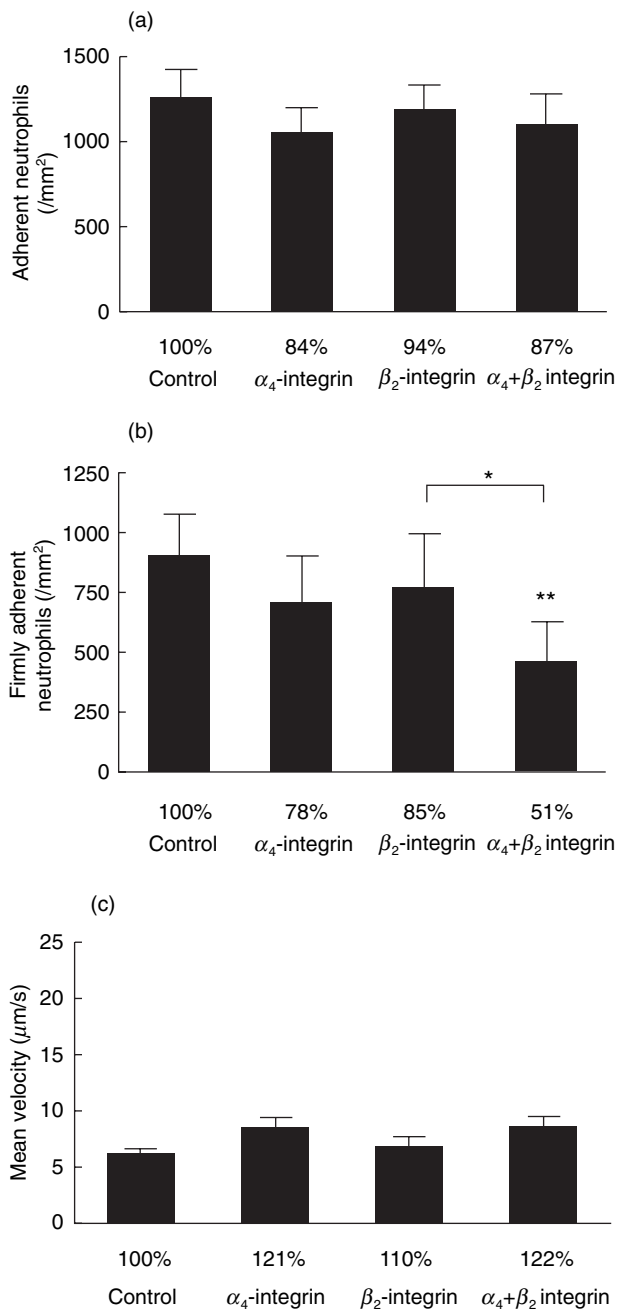 (a)
Adherent neutrophils
(/mm²)
1500
1000
500
0
100% 84% 94% 87%
Control α₄-integrin β₂-integrin α₄+β₂ integrin
(b)
Firmly adherent
neutrophils (/mm²)
1250
1000
750
500
250
0
*
**
100% 78% 85% 51%
Control α₄-integrin β₂-integrin α₄+β₂ integrin
(c)
Mean velocity (μm/s)
25
20
15
10
5
0
100% 121% 110% 122%
Control α₄-integrin β₂-integrin α₄+β₂ integrin